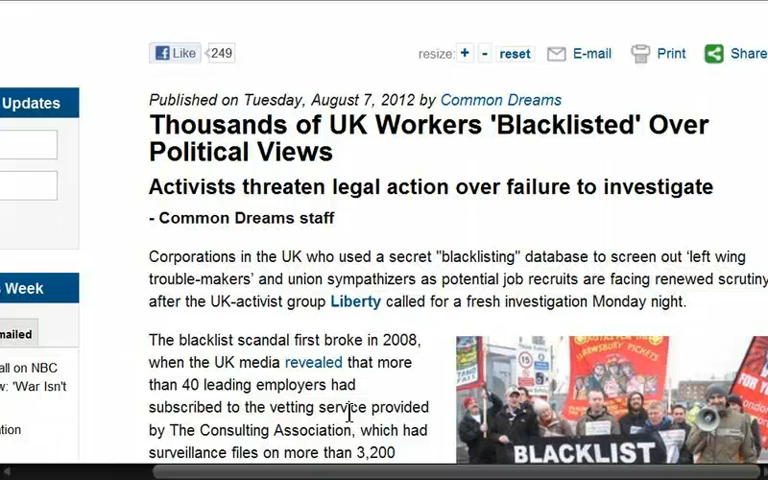 Like 249
resize: + - reset E-mail Print Share
Updates
Published on Tuesday, August 7, 2012 by Common Dreams
Thousands of UK Workers 'Blacklisted' Over
Political Views
Activists threaten legal action over failure to investigate
- Common Dreams staff
Corporations in the UK who used a secret "blacklisting" database to screen out ‘left wing
trouble-makers’ and union sympathizers as potential job recruits are facing renewed scrutiny
after the UK-activist group Liberty called for a fresh investigation Monday night.
Week
mailed
all on NBC
w: 'War Isn't
ation
The blacklist scandal first broke in 2008,
when the UK media revealed that more
than 40 leading employers had
subscribed to the vetting service provided
by The Consulting Association, which had
surveillance files on more than 3,200
BLACKLIST